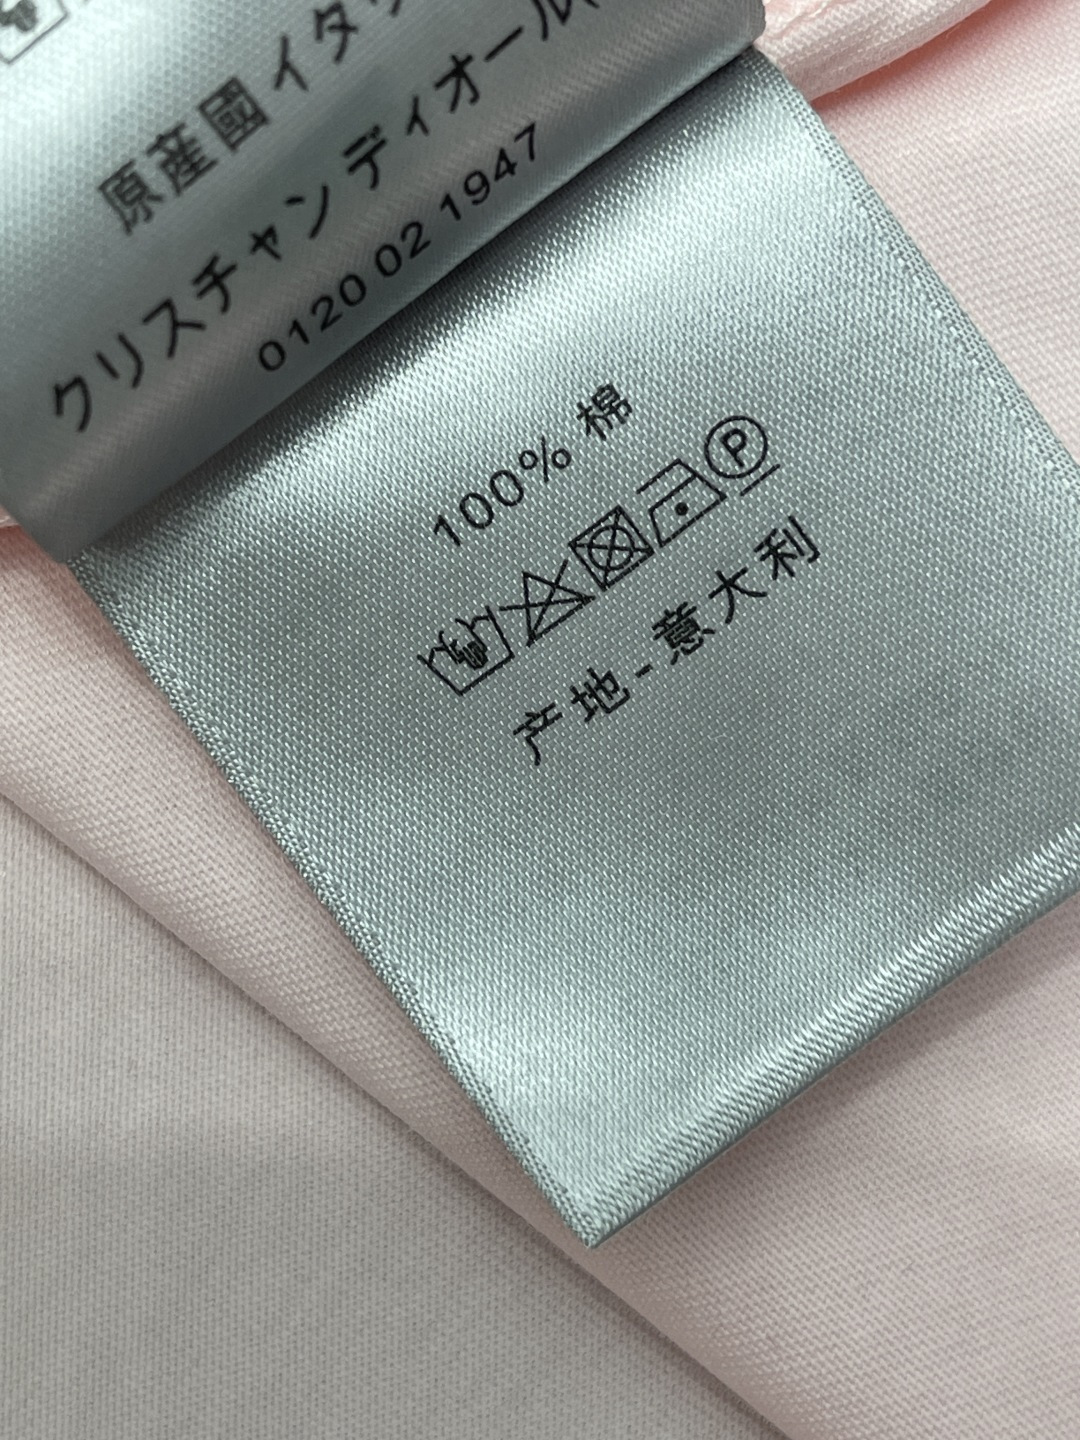 原産國イタ
クリスチャンディオール
0120 02 1947
100% 棉
P
产地-意大利